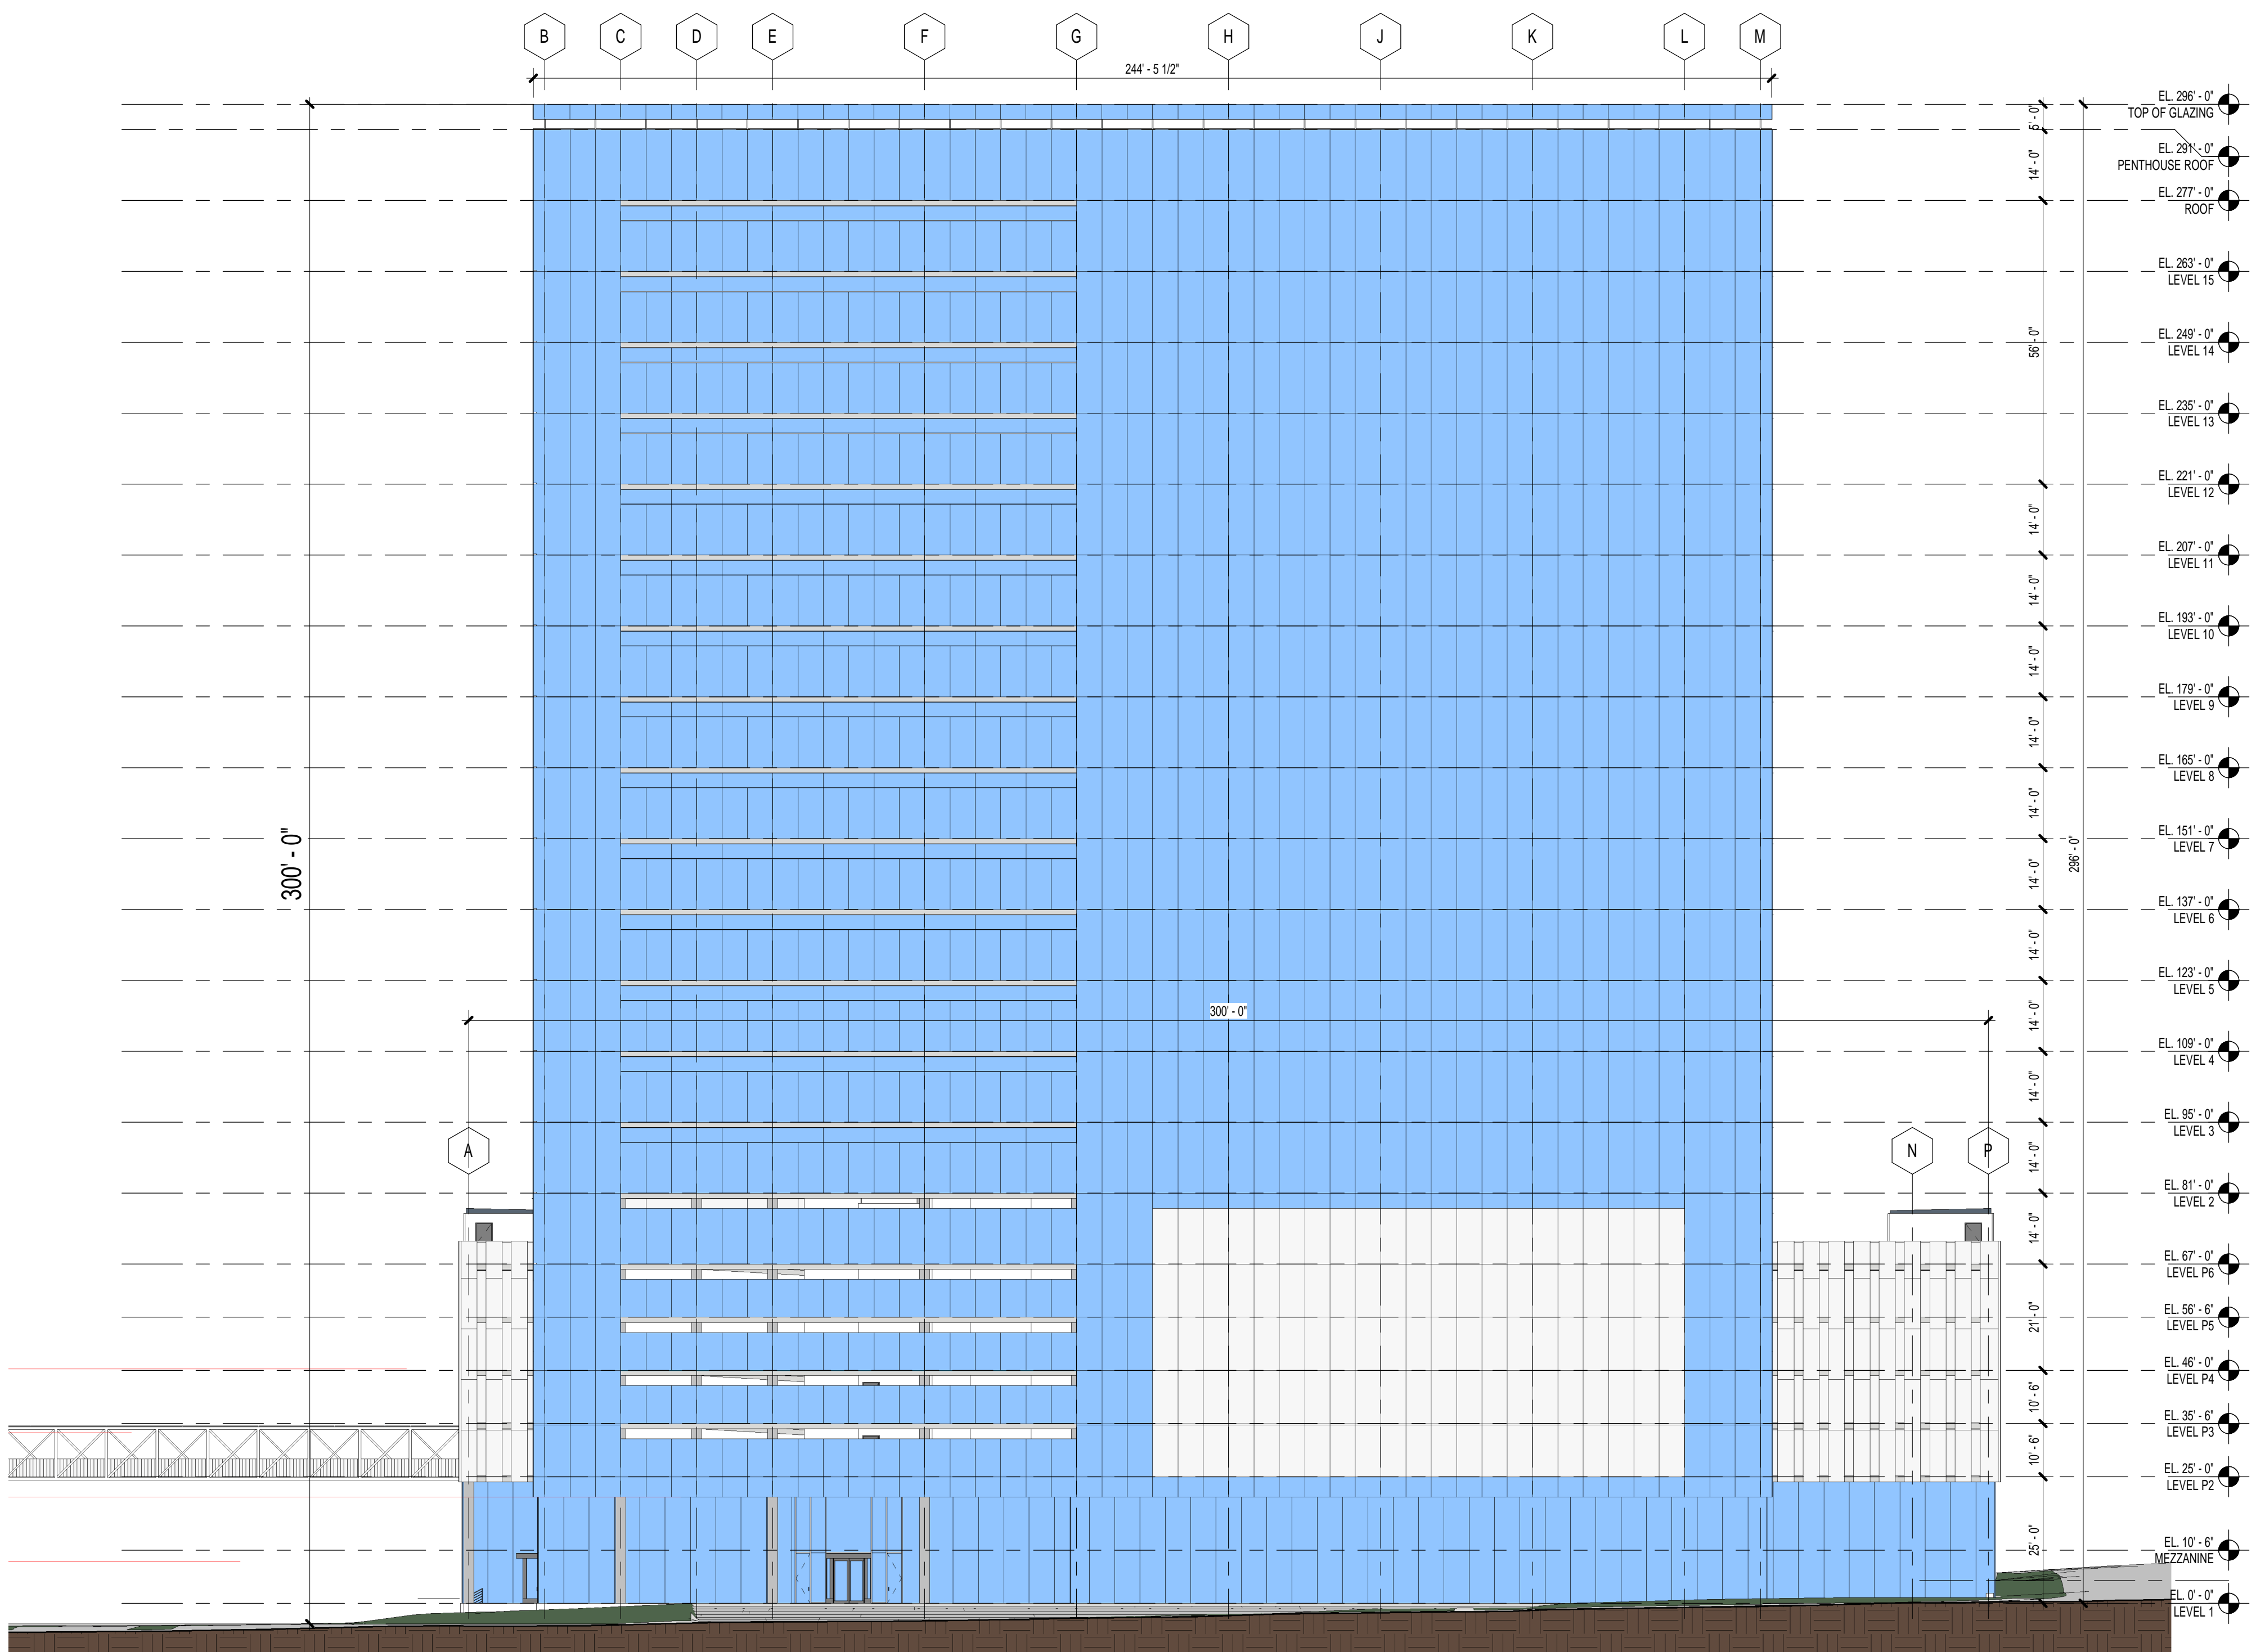 B
C
D
E
F
G
H
J
K
L
M
244' - 5 1/2"
EL. 296' - 0"
TOP OF GLAZING
5' - 0"
EL. 291' - 0"
PENTHOUSE ROOF
14' - 0"
EL. 277' - 0"
ROOF
EL. 263' - 0"
LEVEL 15
56' - 0"
EL. 249' - 0"
LEVEL 14
EL. 235' - 0"
LEVEL 13
EL. 221' - 0"
LEVEL 12
14' - 0"
EL. 207' - 0"
LEVEL 11
14' - 0"
EL. 193' - 0"
LEVEL 10
14' - 0"
EL. 179' - 0"
LEVEL 9
14' - 0"
EL. 165' - 0"
LEVEL 8
14' - 0"
EL. 151' - 0"
LEVEL 7
300' - 0"
296' - 0"
14' - 0"
EL. 137' - 0"
LEVEL 6
14' - 0"
EL. 123' - 0"
LEVEL 5
300' - 0"
14' - 0"
EL. 109' - 0"
LEVEL 4
14' - 0"
EL. 95' - 0"
LEVEL 3
A
N
P
14' - 0"
EL. 81' - 0"
LEVEL 2
14' - 0"
EL. 67' - 0"
LEVEL P6
21' - 0"
EL. 56' - 6"
LEVEL P5
EL. 46' - 0"
LEVEL P4
10' - 6"
EL. 35' - 6"
LEVEL P3
10' - 6"
EL. 25' - 0"
LEVEL P2
25' - 0"
EL. 10' - 6"
MEZZANINE
EL. 0' - 0"
LEVEL 1